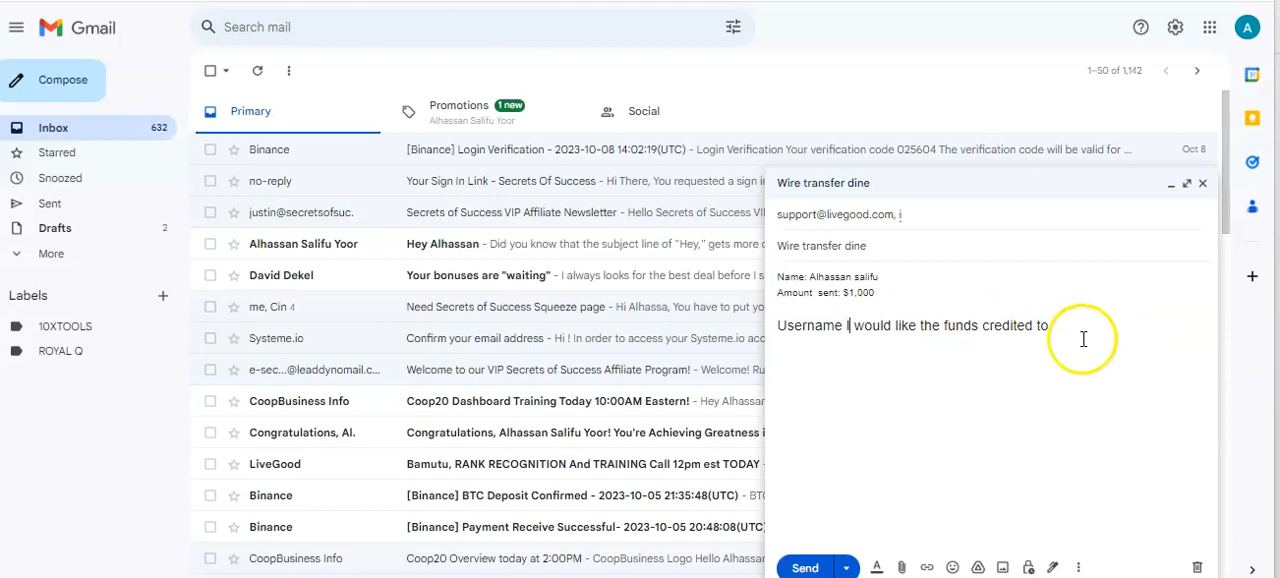 Gmail
Search mail
A
Compose
1–50 of 1,142
Primary
Promotions 1 new
Alhassan Salifu Yoor
Social
Inbox 632
Starred
Snoozed
Sent
Drafts 2
More
Labels
10XTOOLS
ROYAL Q
Binance [Binance] Login Verification - 2023-10-08 14:02:19(UTC) - Login Verification Your verification code 025604 The verification code will be valid for ... Oct 8
no-reply Your Sign In Link - Secrets Of Success - Hi There, You requested a sign i
justin@secretsofsuc. Secrets of Success VIP Affiliate Newsletter - Hello Secrets of Success
Alhassan Salifu Yoor Hey Alhassan - Did you know that the subject line of "Hey," gets more o
David Dekel Your bonuses are "waiting" - I always looks for the best deal before I s
me, Cin 4 Need Secrets of Success Squeeze page - Hi Alhassa, You have to put yo
Systeme.io Confirm your email address - Hi ! In order to access your Systeme.io acc
e-sec...@leaddynomail.c... Welcome to our VIP Secrets of Success Affiliate Program! - Welcome! Ru
CoopBusiness Info Coop20 Dashboard Training Today 10:00AM Eastern! - Hey Alhassan
Congratulations, Al. Congratulations, Alhassan Salifu Yoor! You're Achieving Greatness i
LiveGood Bamutu, RANK RECOGNITION And TRAINING Call 12pm est TODAY -
Binance [Binance] BTC Deposit Confirmed - 2023-10-05 21:35:48(UTC) -
Binance [Binance] Payment Receive Successful- 2023-10-05 20:48:08(UTC) -
CoopBusiness Info Coop20 Overview today at 2:00PM - CoopBusiness Logo Hello Alhassan
Wire transfer dine
support@livegood.com, i
Wire transfer dine
Name: Alhassan salifu
Amount sent: $1,000
Username I would like the funds credited to
Send